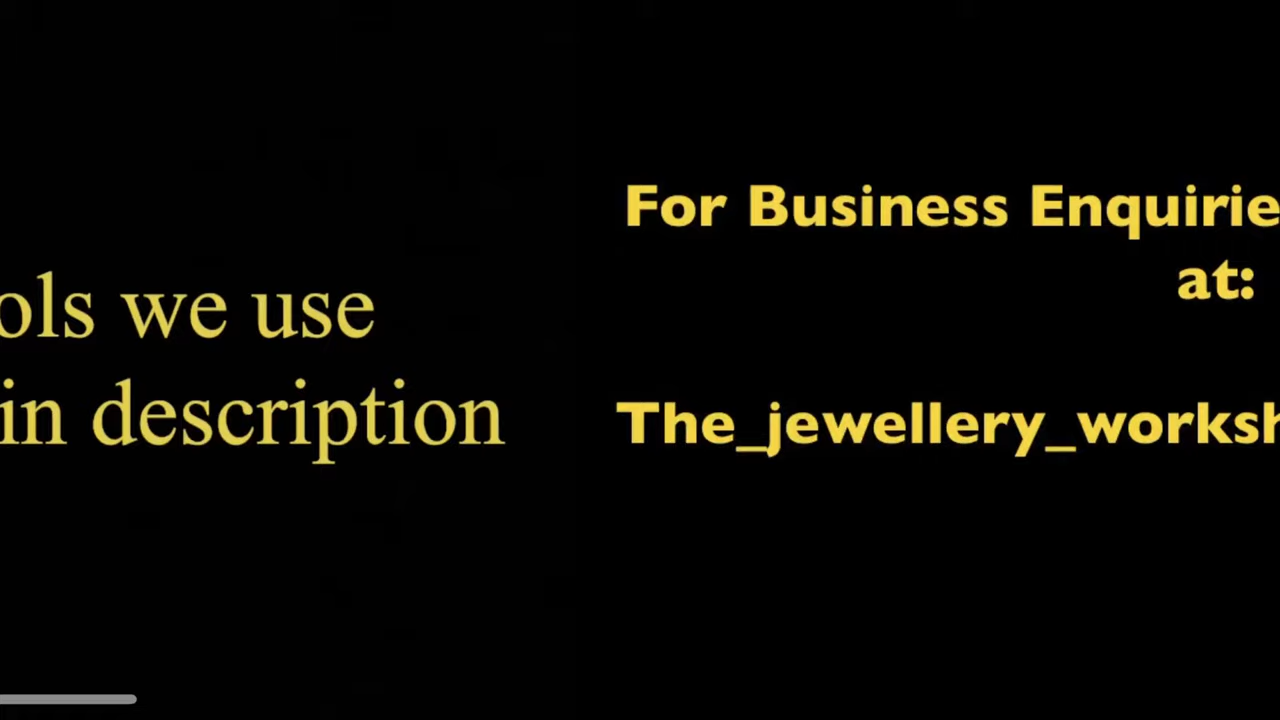 ols we use
in description
For Business Enquirie
at:
The_jewellery_worksh